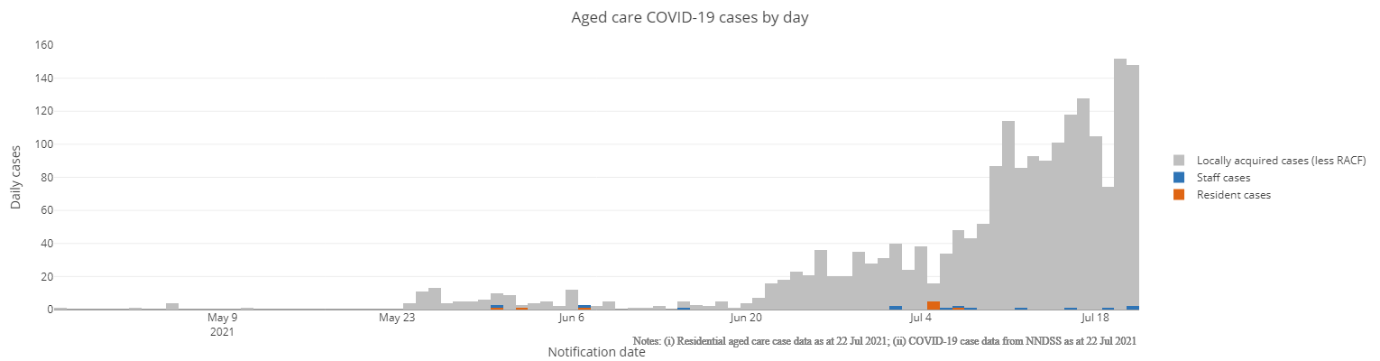 Aged care COVID-19 cases by day
160
140
120
100
80
60
40
20
0
Daily cases
May 9
2021
May 23
Jun 6
Jun 20
Jul 4
Jul 18
Notification date
Notes: (i) Residential aged care case data as at 22 Jul 2021; (ii) COVID-19 case data from NNDSS as at 22 Jul 2021
Locally acquired cases (less RACF)
Staff cases
Resident cases